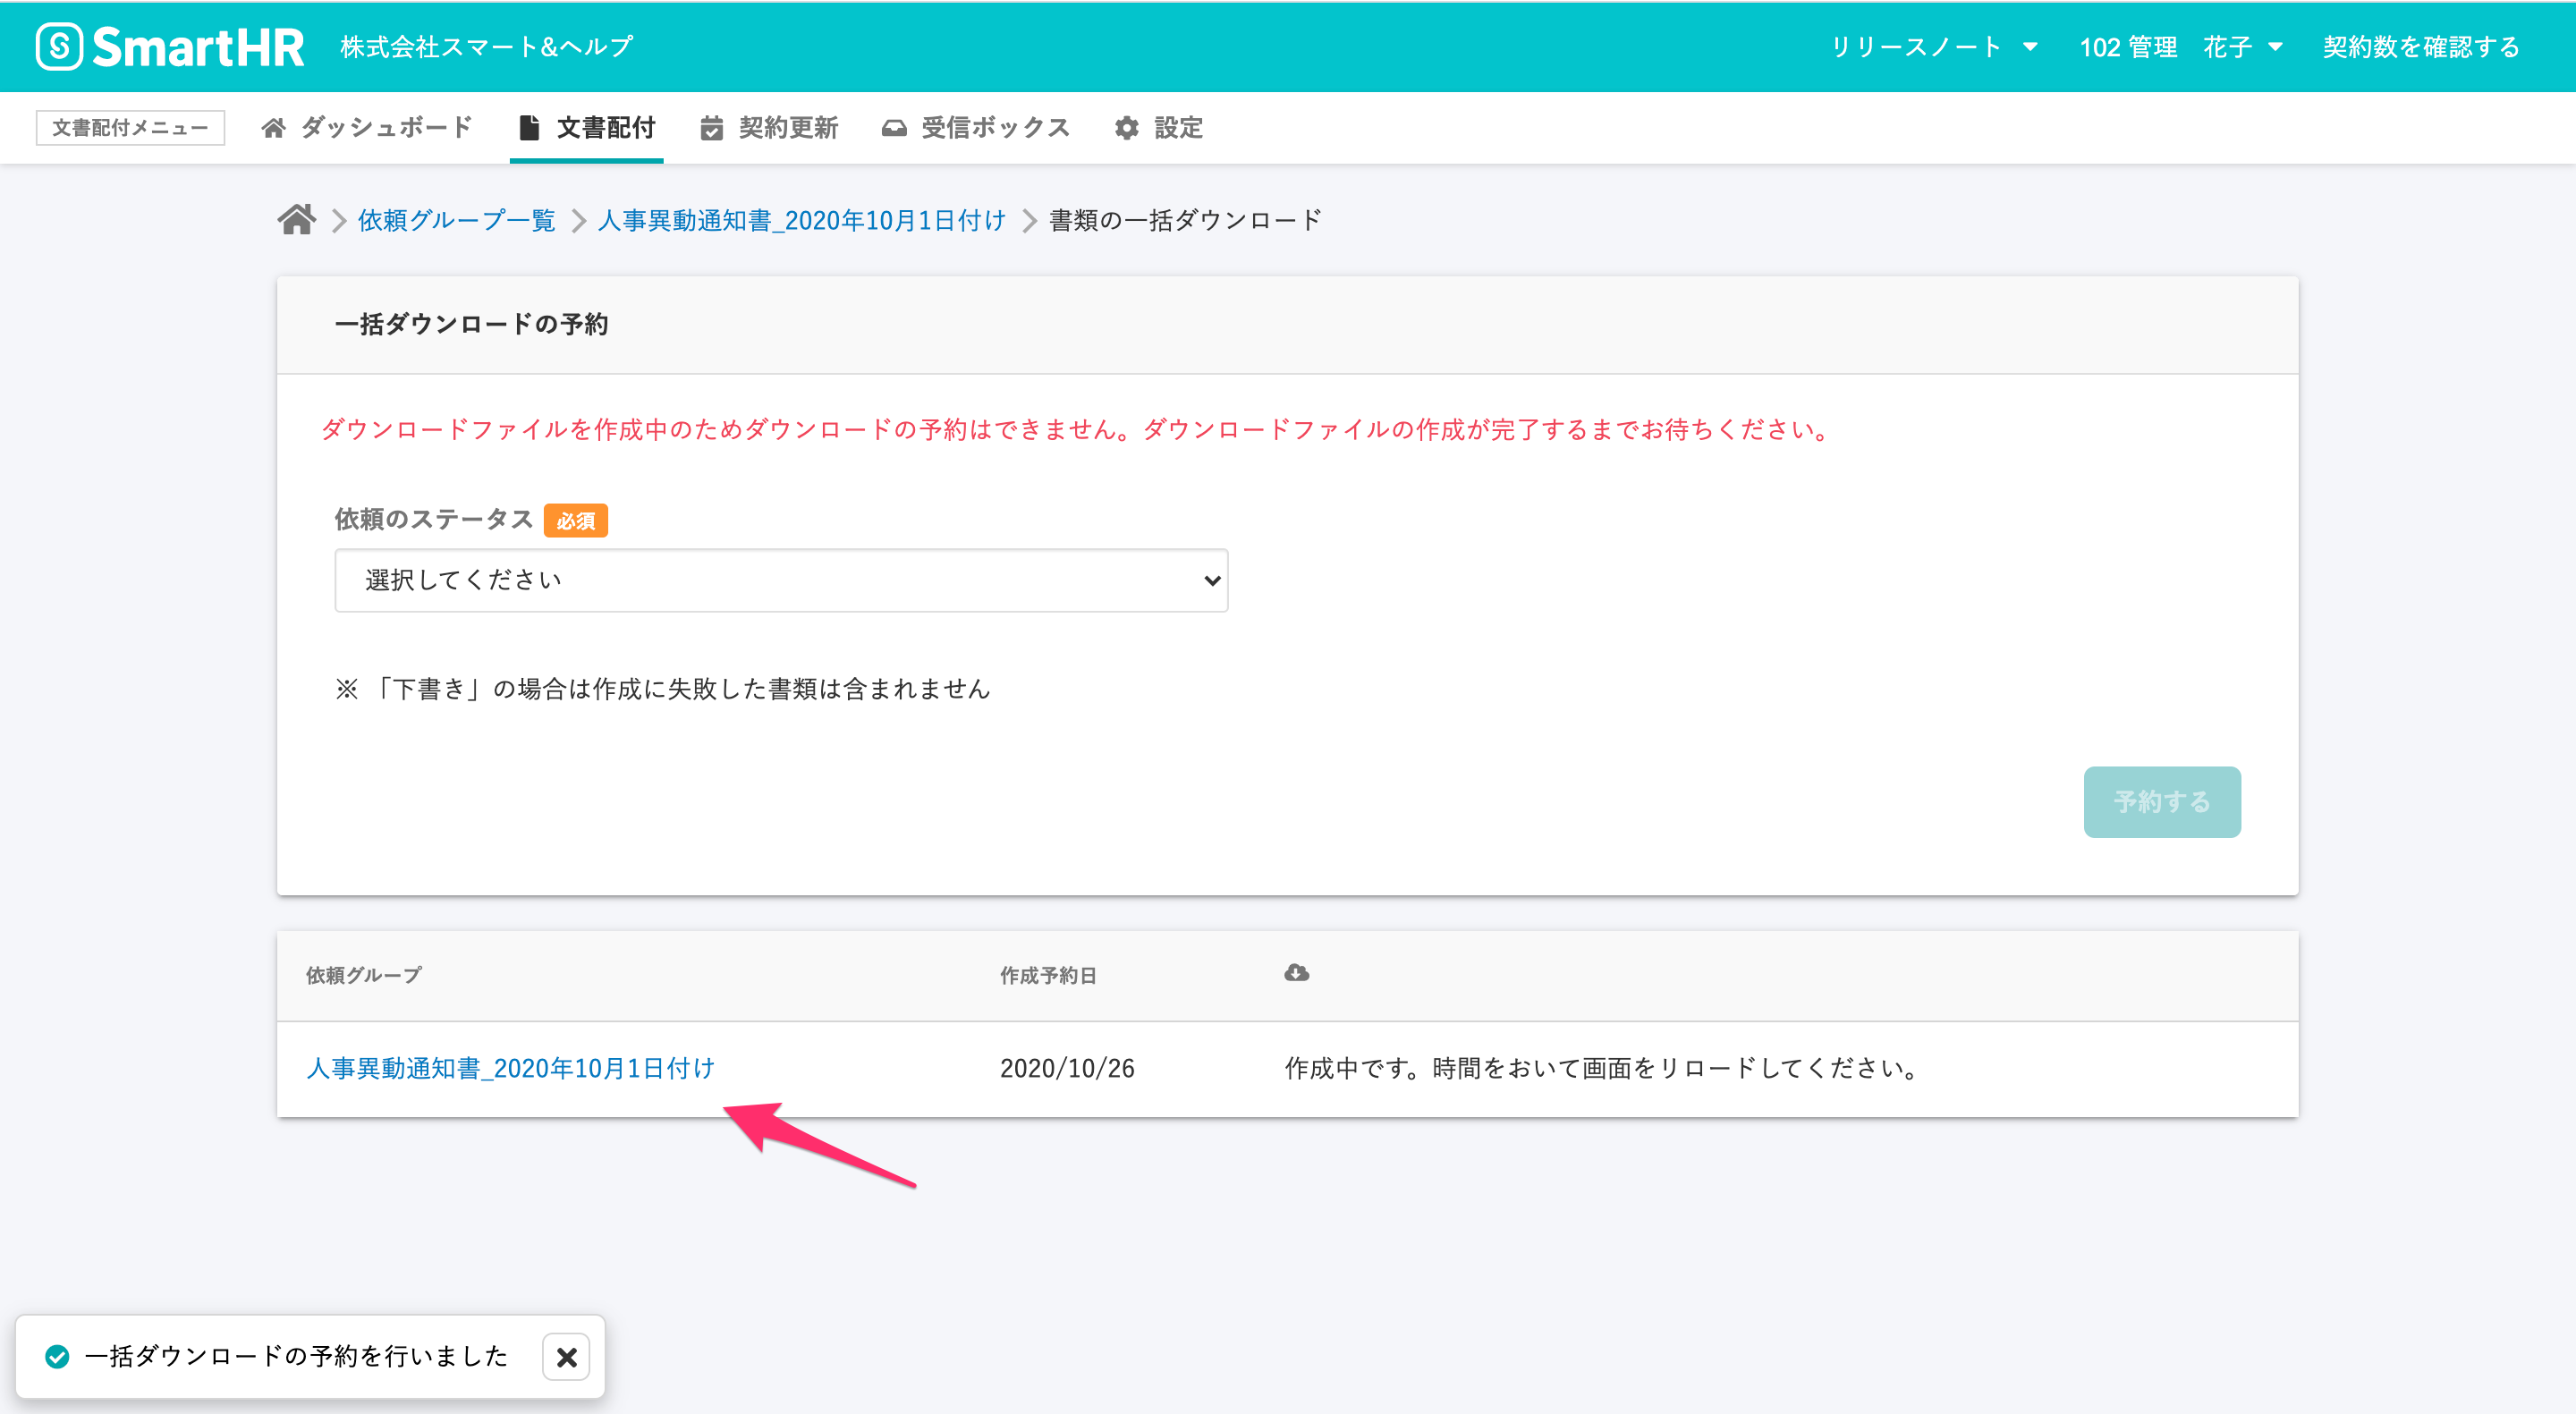 SmartHR 株式会社スマート&ヘルプ リリースノート 102 管理 花子 契約数を確認する
文書配付メニュー ダッシュボード 文書配付 契約更新 受信ボックス 設定
依頼グループ一覧 人事異動通知書_2020年10月1日付け 書類の一括ダウンロード
一括ダウンロードの予約
ダウンロードファイルを作成中のためダウンロードの予約はできません。ダウンロードファイルの作成が完了するまでお待ちください。
依頼のステータス 必須
選択してください
※ 「下書き」の場合は作成に失敗した書類は含まれません
予約する
依頼グループ 作成予約日
人事異動通知書_2020年10月1日付け 2020/10/26 作成中です。時間をおいて画面をリロードしてください。
一括ダウンロードの予約を行いました